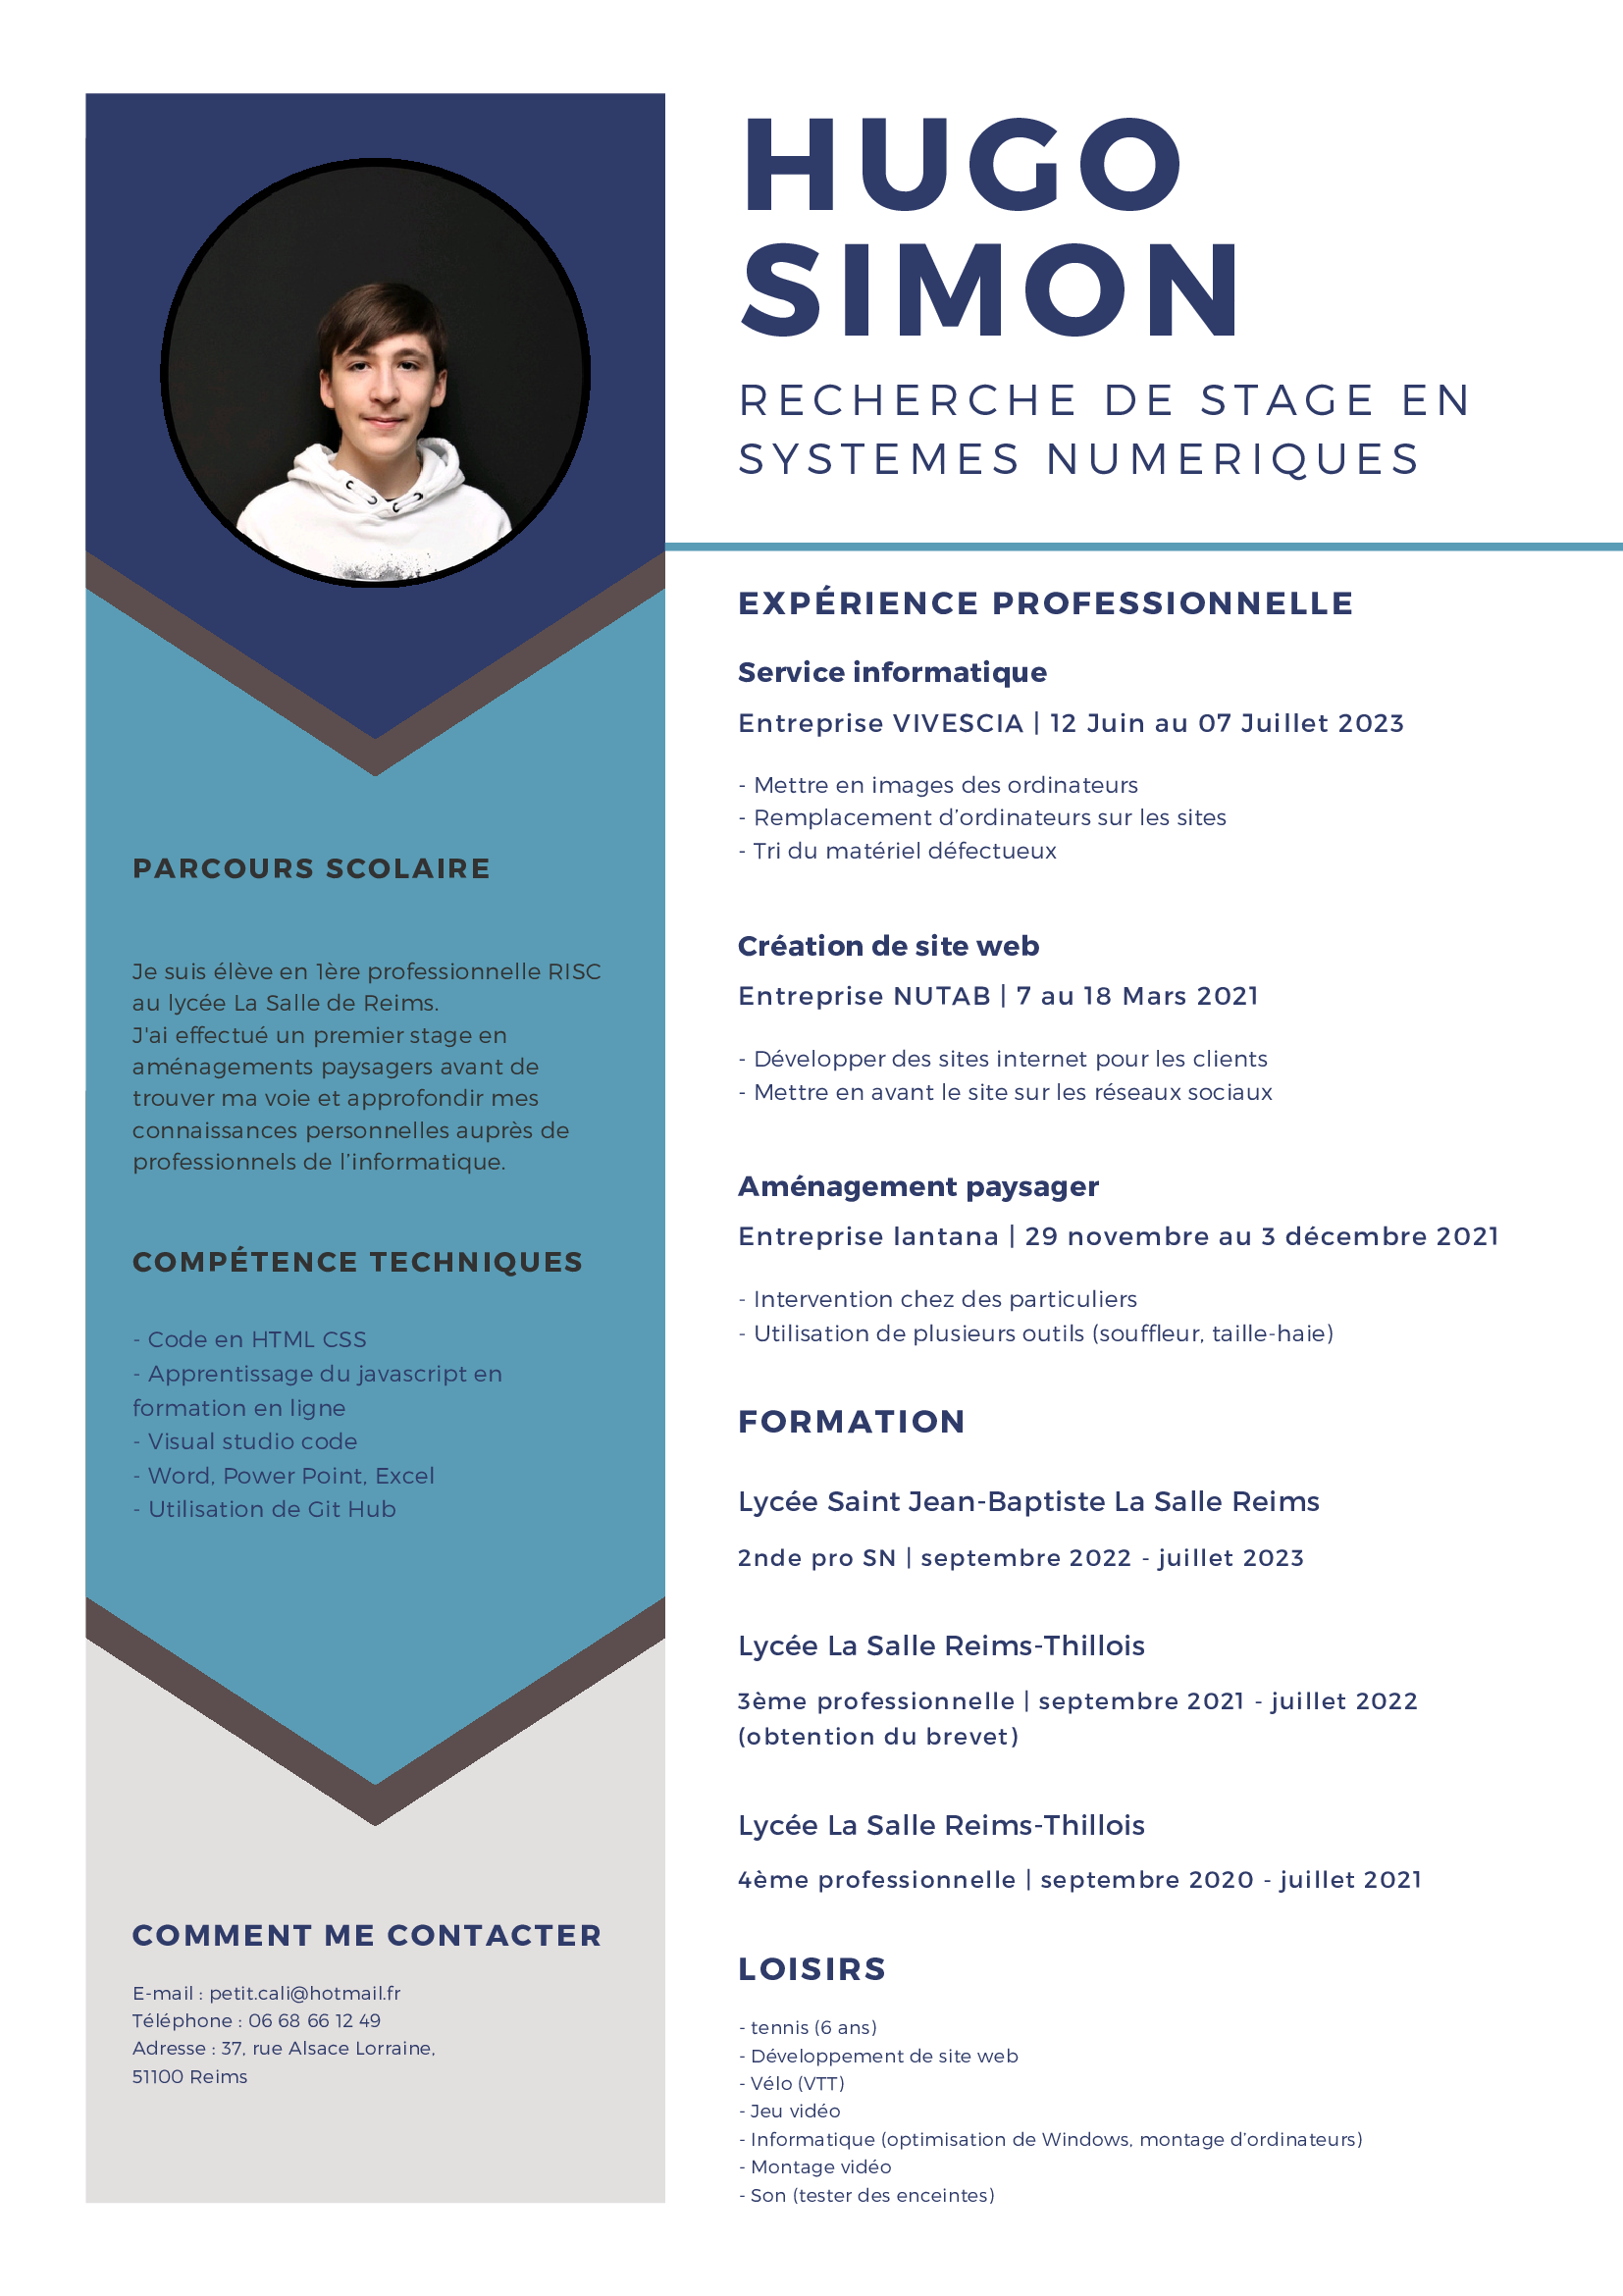 HUGO
SIMON
RECHERCHE DE STAGE EN
SYSTEMES NUMERIQUES
PARCOURS SCOLAIRE
Je suis élève en 1ère professionnelle RISC
au lycée La Salle de Reims.
J'ai effectué un premier stage en
aménagements paysagers avant de
trouver ma voie et approfondir mes
connaissances personnelles auprès de
professionnels de l’informatique.
COMPÉTENCE TECHNIQUES
- Code en HTML CSS
- Apprentissage du javascript en
formation en ligne
- Visual studio code
- Word, Power Point, Excel
- Utilisation de Git Hub
COMMENT ME CONTACTER
E-mail : petit.cali@hotmail.fr
Téléphone : 06 68 66 12 49
Adresse : 37, rue Alsace Lorraine,
51100 Reims
EXPÉRIENCE PROFESSIONNELLE
Service informatique
Entreprise VIVESCIA | 12 Juin au 07 Juillet 2023
- Mettre en images des ordinateurs
- Remplacement d’ordinateurs sur les sites
- Tri du matériel défectueux
Création de site web
Entreprise NUTAB | 7 au 18 Mars 2021
- Développer des sites internet pour les clients
- Mettre en avant le site sur les réseaux sociaux
Aménagement paysager
Entreprise lantana | 29 novembre au 3 décembre 2021
- Intervention chez des particuliers
- Utilisation de plusieurs outils (souffleur, taille-haie)
FORMATION
Lycée Saint Jean-Baptiste La Salle Reims
2nde pro SN | septembre 2022 - juillet 2023
Lycée La Salle Reims-Thillois
3ème professionnelle | septembre 2021 - juillet 2022
(obtention du brevet)
Lycée La Salle Reims-Thillois
4ème professionnelle | septembre 2020 - juillet 2021
LOISIRS
- tennis (6 ans)
- Développement de site web
- Vélo (VTT)
- Jeu vidéo
- Informatique (optimisation de Windows, montage d’ordinateurs)
- Montage vidéo
- Son (tester des enceintes)